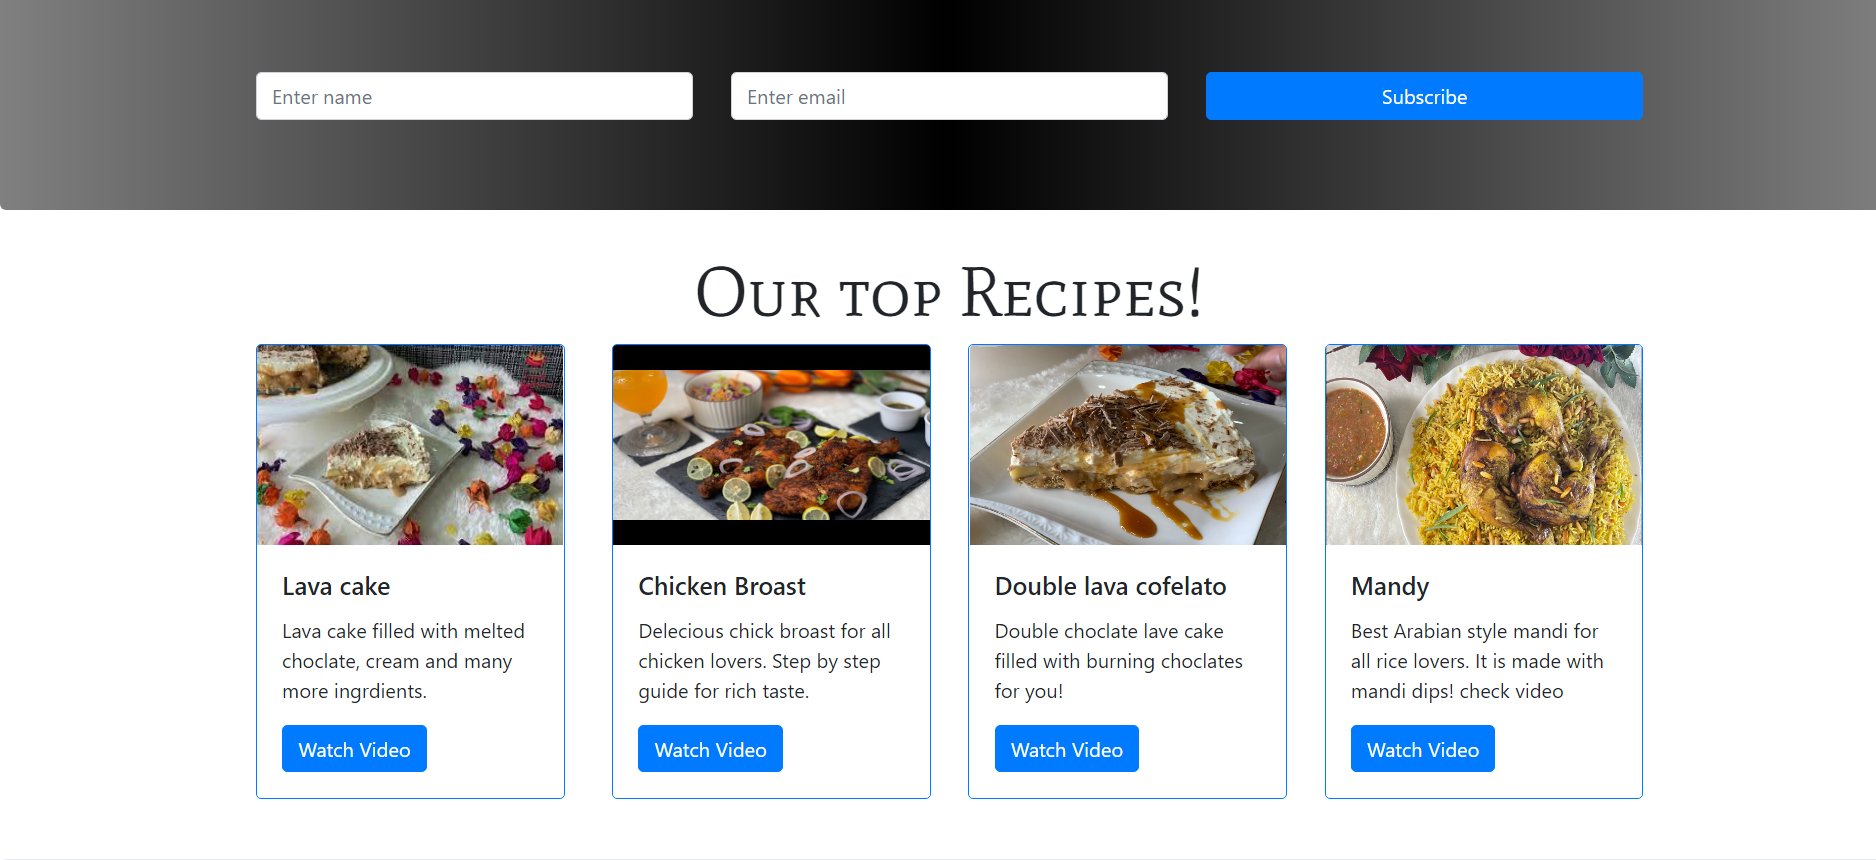 Enter name
Enter email
Subscribe
Our top Recipes!
Lava cake
Lava cake filled with melted
choclate, cream and many
more ingrdients.
Watch Video
Chicken Broast
Delecious chick broast for all
chicken lovers. Step by step
guide for rich taste.
Watch Video
Double lava cofelato
Double choclate lave cake
filled with burning choclates
for you!
Watch Video
Mandy
Best Arabian style mandi for
all rice lovers. It is made with
mandi dips! check video
Watch Video